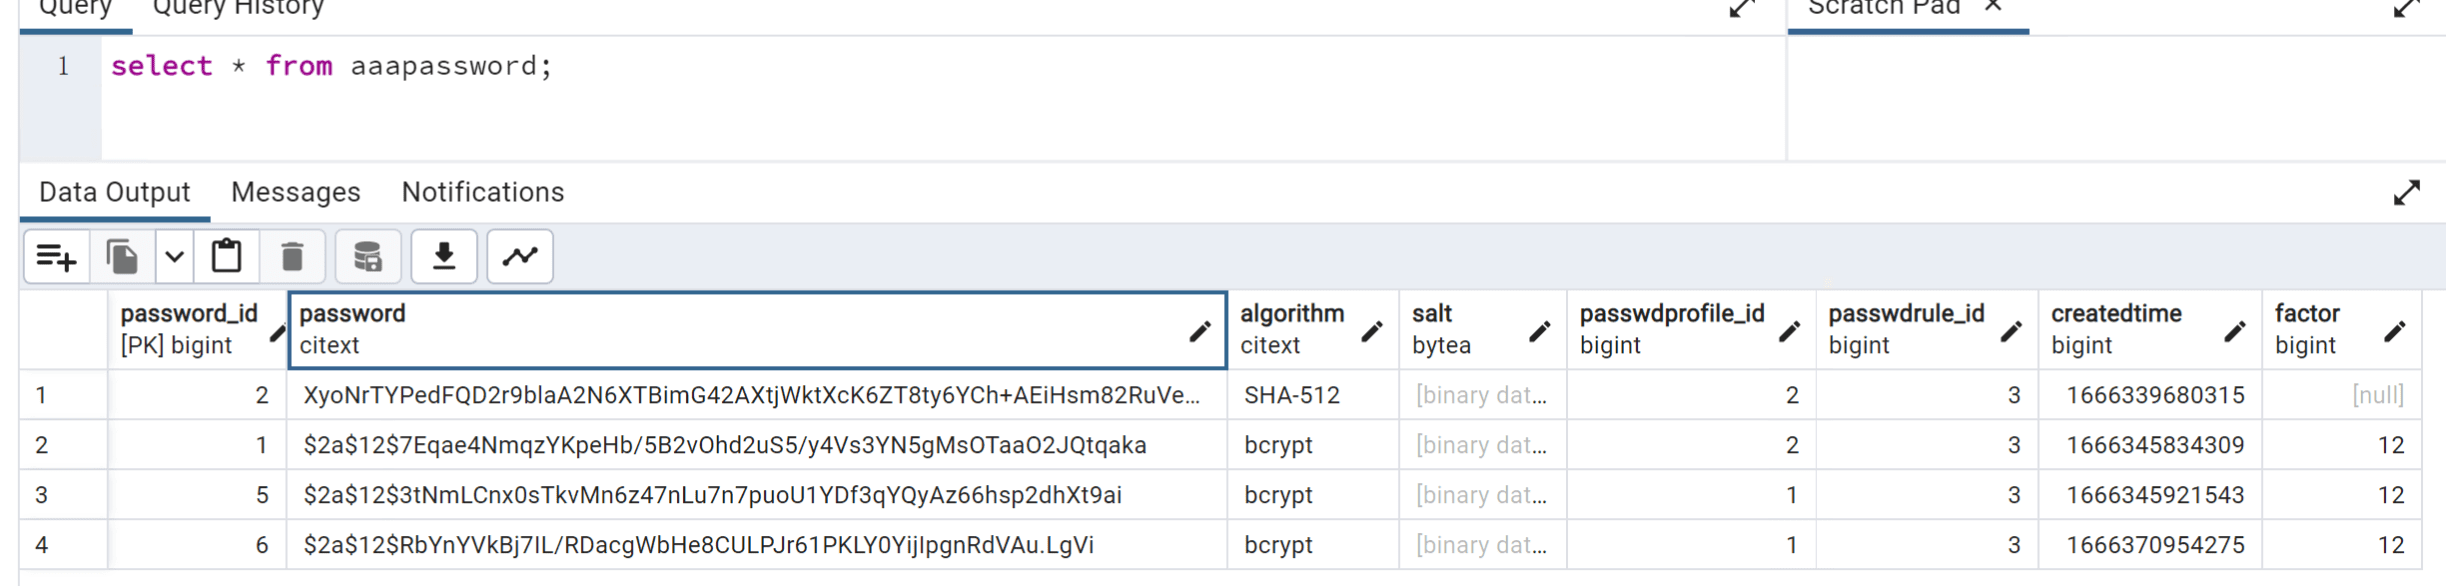 Query Query History Scratch Pad ×
1 select * from aaapassword;
Data Output Messages Notifications
password_id password algorithm salt passwdprofile_id passwdrule_id createdtime factor
[PK] bigint citext citext bytea bigint bigint bigint bigint
1 2 XyoNrTYPedFQD2r9blaA2N6XTBimG42AXtjWktXcK6ZT8ty6YCh+AEiHsm82RuVe... SHA-512 [binary dat... 2 3 1666339680315 [null]
2 1 $2a$12$7Eqae4NmqzYKpeHb/5B2vOhd2uS5/y4Vs3YN5gMsOTaaO2JQtqaka bcrypt [binary dat... 2 3 1666345834309 12
3 5 $2a$12$3tNmLCnx0sTkvMn6z47nLu7n7puoU1YDf3qYQyAz66hsp2dhXt9ai bcrypt [binary dat... 1 3 1666345921543 12
4 6 $2a$12$RbYnYVkBj7IL/RDacgWbHe8CULPJr61PKLY0YijIpgnRdVAu.LgVi bcrypt [binary dat... 1 3 1666370954275 12